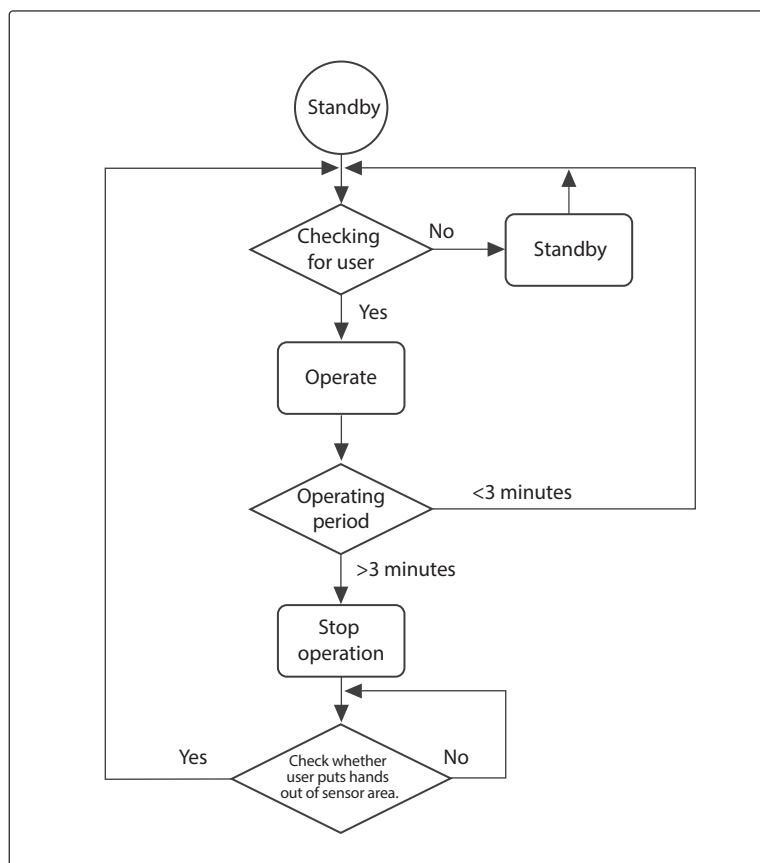 Standby
Checking
for user
No
Standby
Yes
Operate
Operating
period
<3 minutes
>3 minutes
Stop
operation
Yes
Check whether
user puts hands
out of sensor area.
No